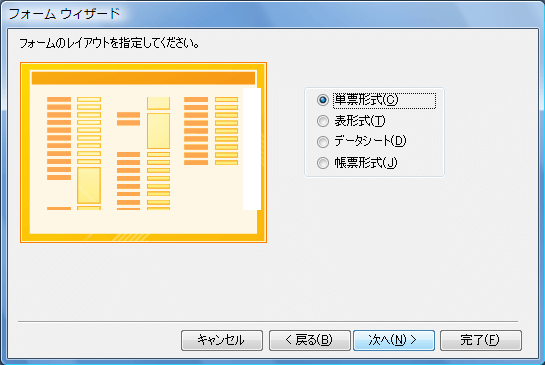 フォーム ウィザード
フォームのレイアウトを指定してください。
単票形式(C)
表形式(T)
データシート(D)
帳票形式(J)
キャンセル
< 戻る(B)
次へ(N) >
完了(F)